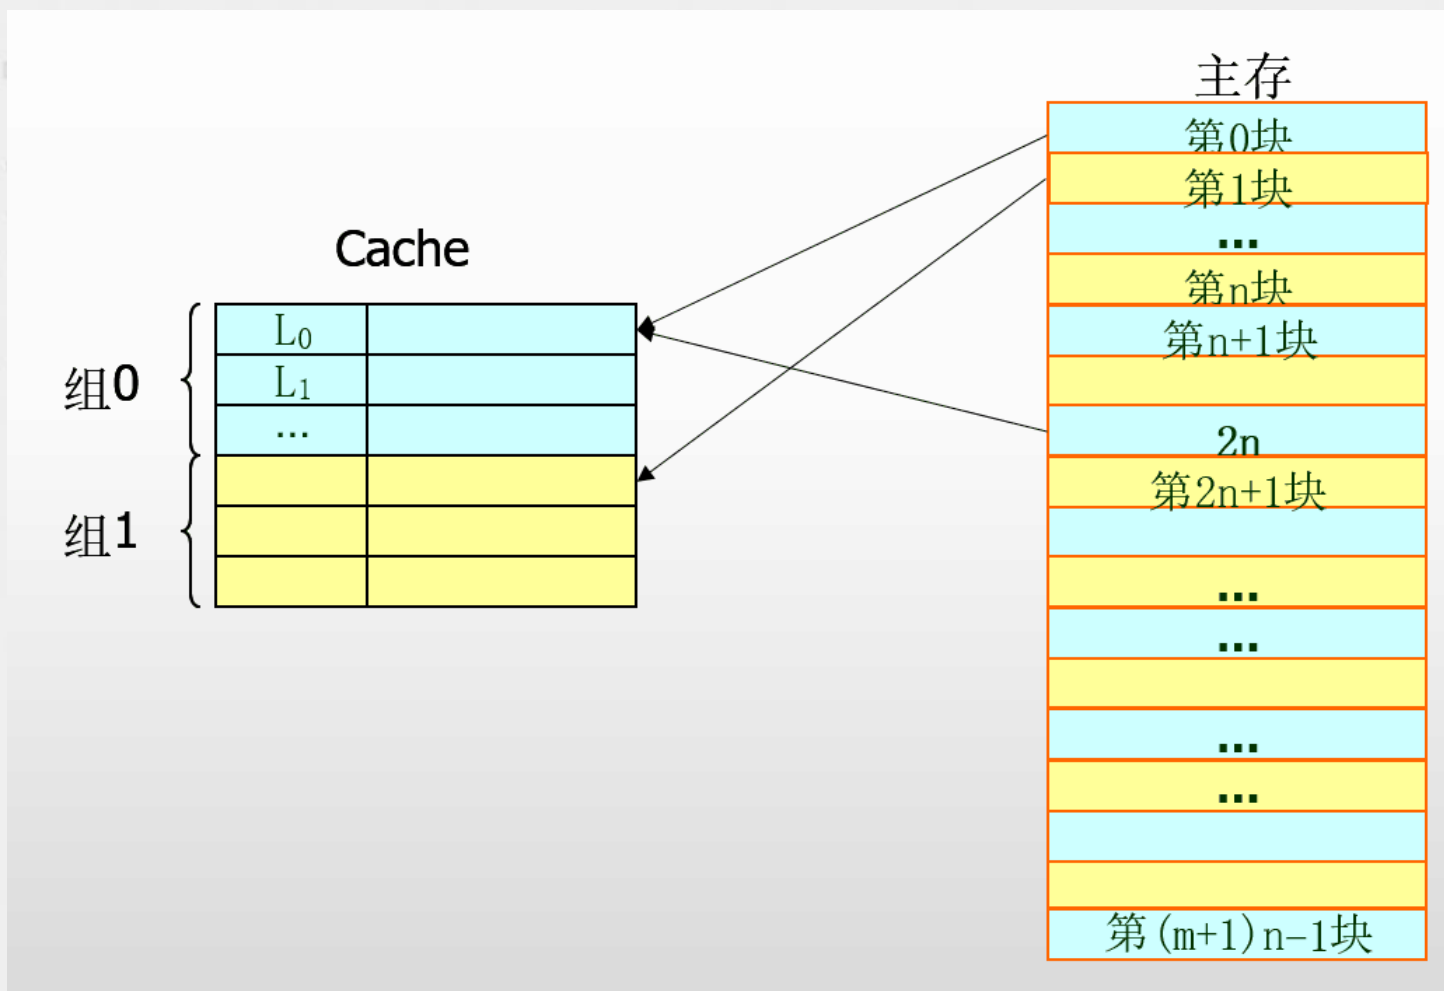 主存
第0块
第1块
...
第n块
第n+1块
2n
第2n+1块
...
...
...
...
第(m+1)n-1块
Cache
组0
L0
L1
...
组1